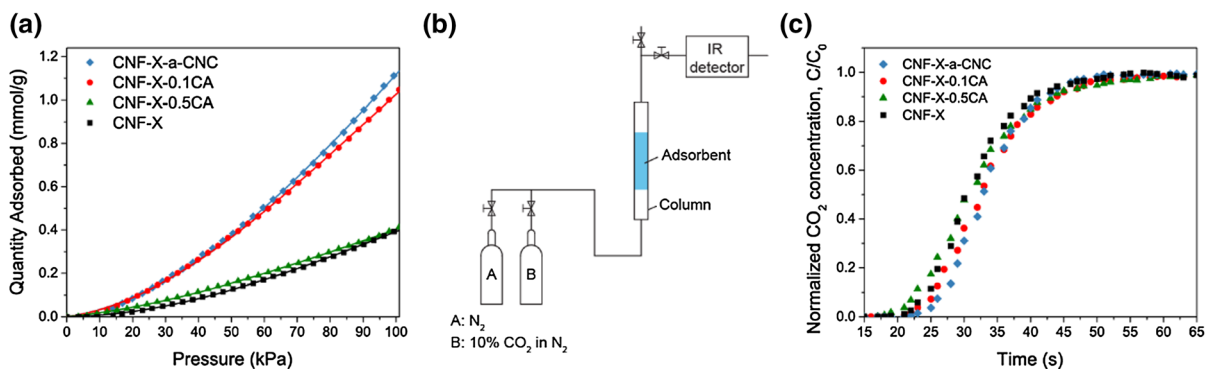 (a)
Quantity Adsorbed (mmol/g)
1.2
1.0
0.8
0.6
0.4
0.2
0.0
CNF-X-a-CNC
CNF-X-0.1CA
CNF-X-0.5CA
CNF-X
0 10 20 30 40 50 60 70 80 90 100
Pressure (kPa)
(b)
IR
detector
Adsorbent
Column
A
B
A: N₂
B: 10% CO₂ in N₂
(c)
Normalized CO₂ concentration, C/C₀
1.0
0.8
0.6
0.4
0.2
0.0
CNF-X-a-CNC
CNF-X-0.1CA
CNF-X-0.5CA
CNF-X
15 20 25 30 35 40 45 50 55 60 65
Time (s)